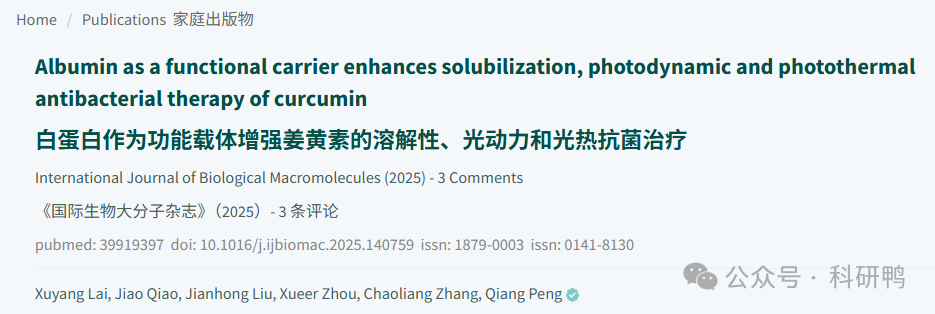 Home / Publications 家庭出版物
Albumin as a functional carrier enhances solubilization, photodynamic and photothermal
antibacterial therapy of curcumin
白蛋白作为功能载体增强姜黄素的溶解性、光动力和光热抗菌治疗
International Journal of Biological Macromolecules (2025) - 3 Comments
《国际生物大分子杂志》（2025）- 3 条评论
pubmed: 39919397 doi: 10.1016/j.ijbiomac.2025.140759 issn: 1879-0003 issn: 0141-8130
公众号 · 科研鸭
Xuyang Lai, Jiao Qiao, Jianhong Liu, Xueer Zhou, Chaoliang Zhang, Qiang Peng